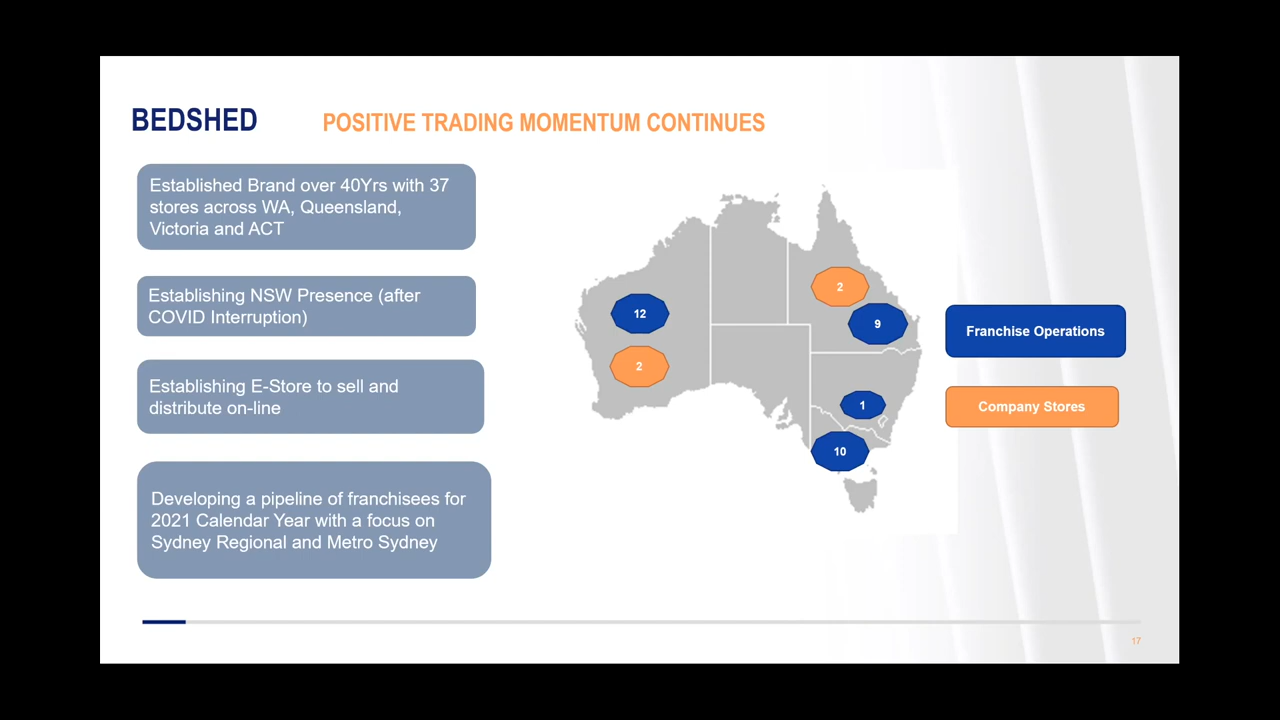 BEDSHED
POSITIVE TRADING MOMENTUM CONTINUES
Established Brand over 40Yrs with 37
stores across WA, Queensland,
Victoria and ACT
Establishing NSW Presence (after
COVID Interruption)
Establishing E-Store to sell and
distribute on-line
Developing a pipeline of franchisees for
2021 Calendar Year with a focus on
Sydney Regional and Metro Sydney
12
2
2
9
1
10
Franchise Operations
Company Stores
17